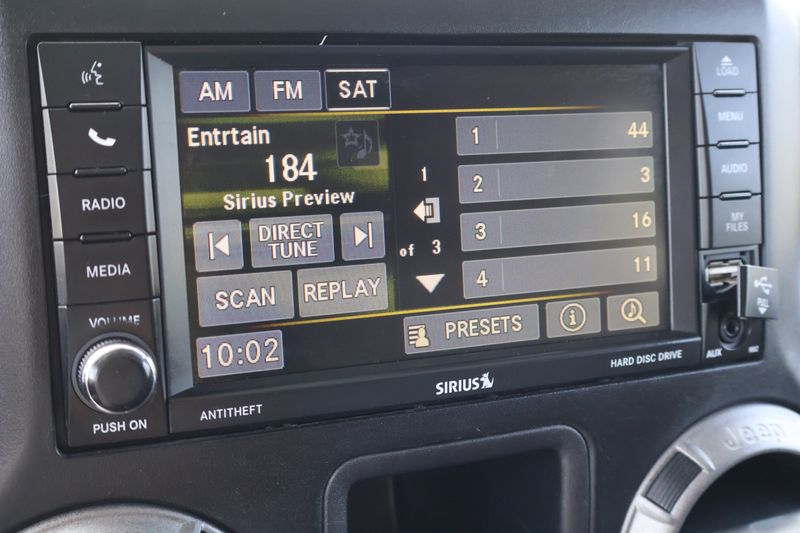 AM FM SAT
Entrtain
184
Sirius Preview
DIRECT
TUNE
SCAN REPLAY
10:02
1
of 3
1 44
2 3
3 16
4 11
PRESETS
RADIO
MEDIA
VOLUME
PUSH ON
ANTITHEFT
SIRIUS
HARD DISC DRIVE
LOAD
MENU
AUDIO
MY
FILES
PULL
AUX
Jeep